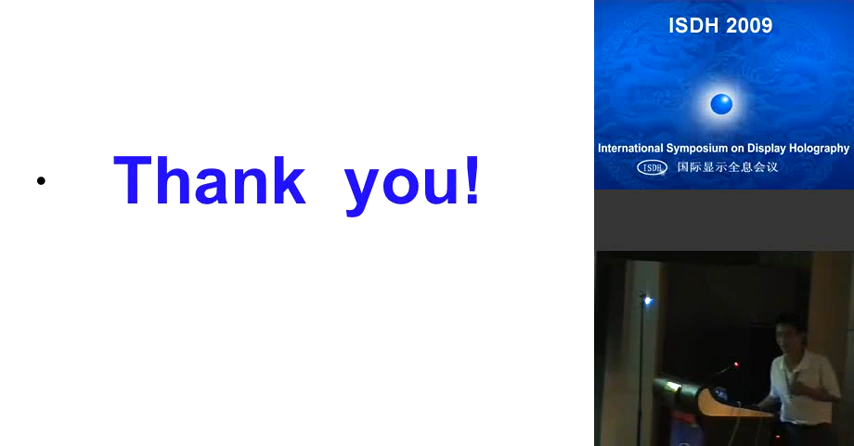 • Thank you!
ISDH 2009
International Symposium on Display Holography
ISDH 国际显示全息会议